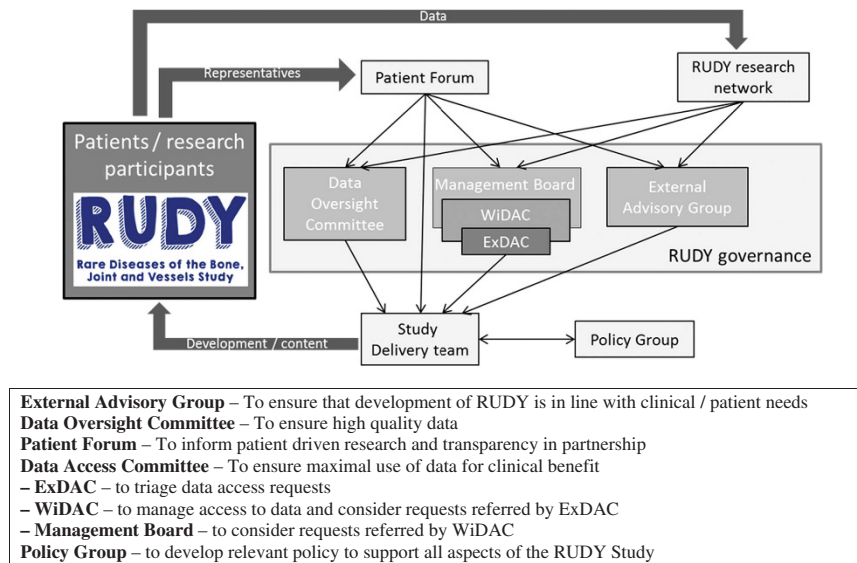 Data
Representatives
Patient Forum
RUDY research
network
Patients / research
participants
RUDY
Rare Diseases of the Bone,
Joint and Vessels Study
Data
Oversight
Committee
Management Board
WiDAC
ExDAC
External
Advisory Group
RUDY governance
Study
Delivery team
Policy Group
Development / content
External Advisory Group – To ensure that development of RUDY is in line with clinical / patient needs
Data Oversight Committee – To ensure high quality data
Patient Forum – To inform patient driven research and transparency in partnership
Data Access Committee – To ensure maximal use of data for clinical benefit
– ExDAC – to triage data access requests
– WiDAC – to manage access to data and consider requests referred by ExDAC
– Management Board – to consider requests referred by WiDAC
Policy Group – to develop relevant policy to support all aspects of the RUDY Study